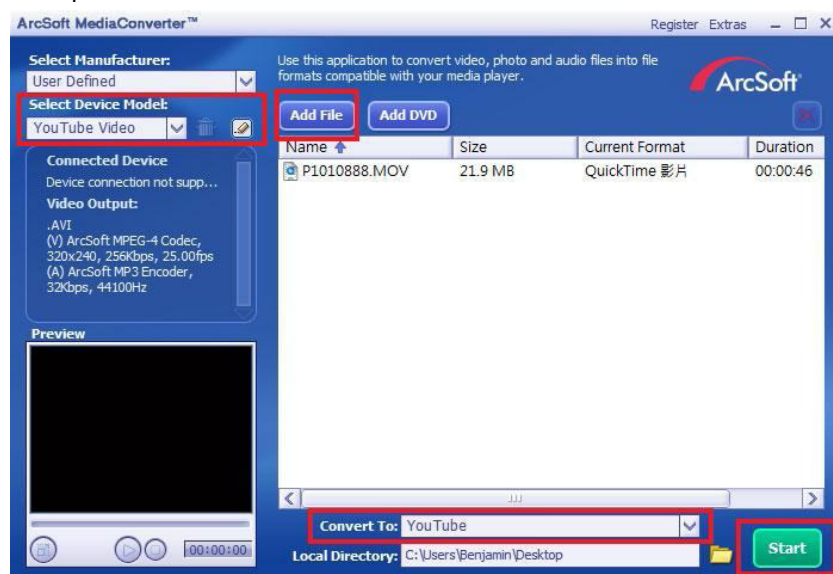 ArcSoft MediaConverter™
Register Extras
Select Manufacturer:
User Defined
Select Device Model:
YouTube Video
Connected Device
Device connection not supp...
Video Output:
.AVI
(V) ArcSoft MPEG-4 Codec,
320x240, 256Kbps, 25.00fps
(A) ArcSoft MP3 Encoder,
32Kbps, 44100Hz
Preview
00:00:00
Use this application to convert video, photo and audio files into file
formats compatible with your media player.
ArcSoft®
Add File Add DVD
Name Size Current Format Duration
P1010888.MOV 21.9 MB QuickTime 影片 00:00:46
Convert To: YouTube
Local Directory: C:\Users\Benjamin\Desktop
Start